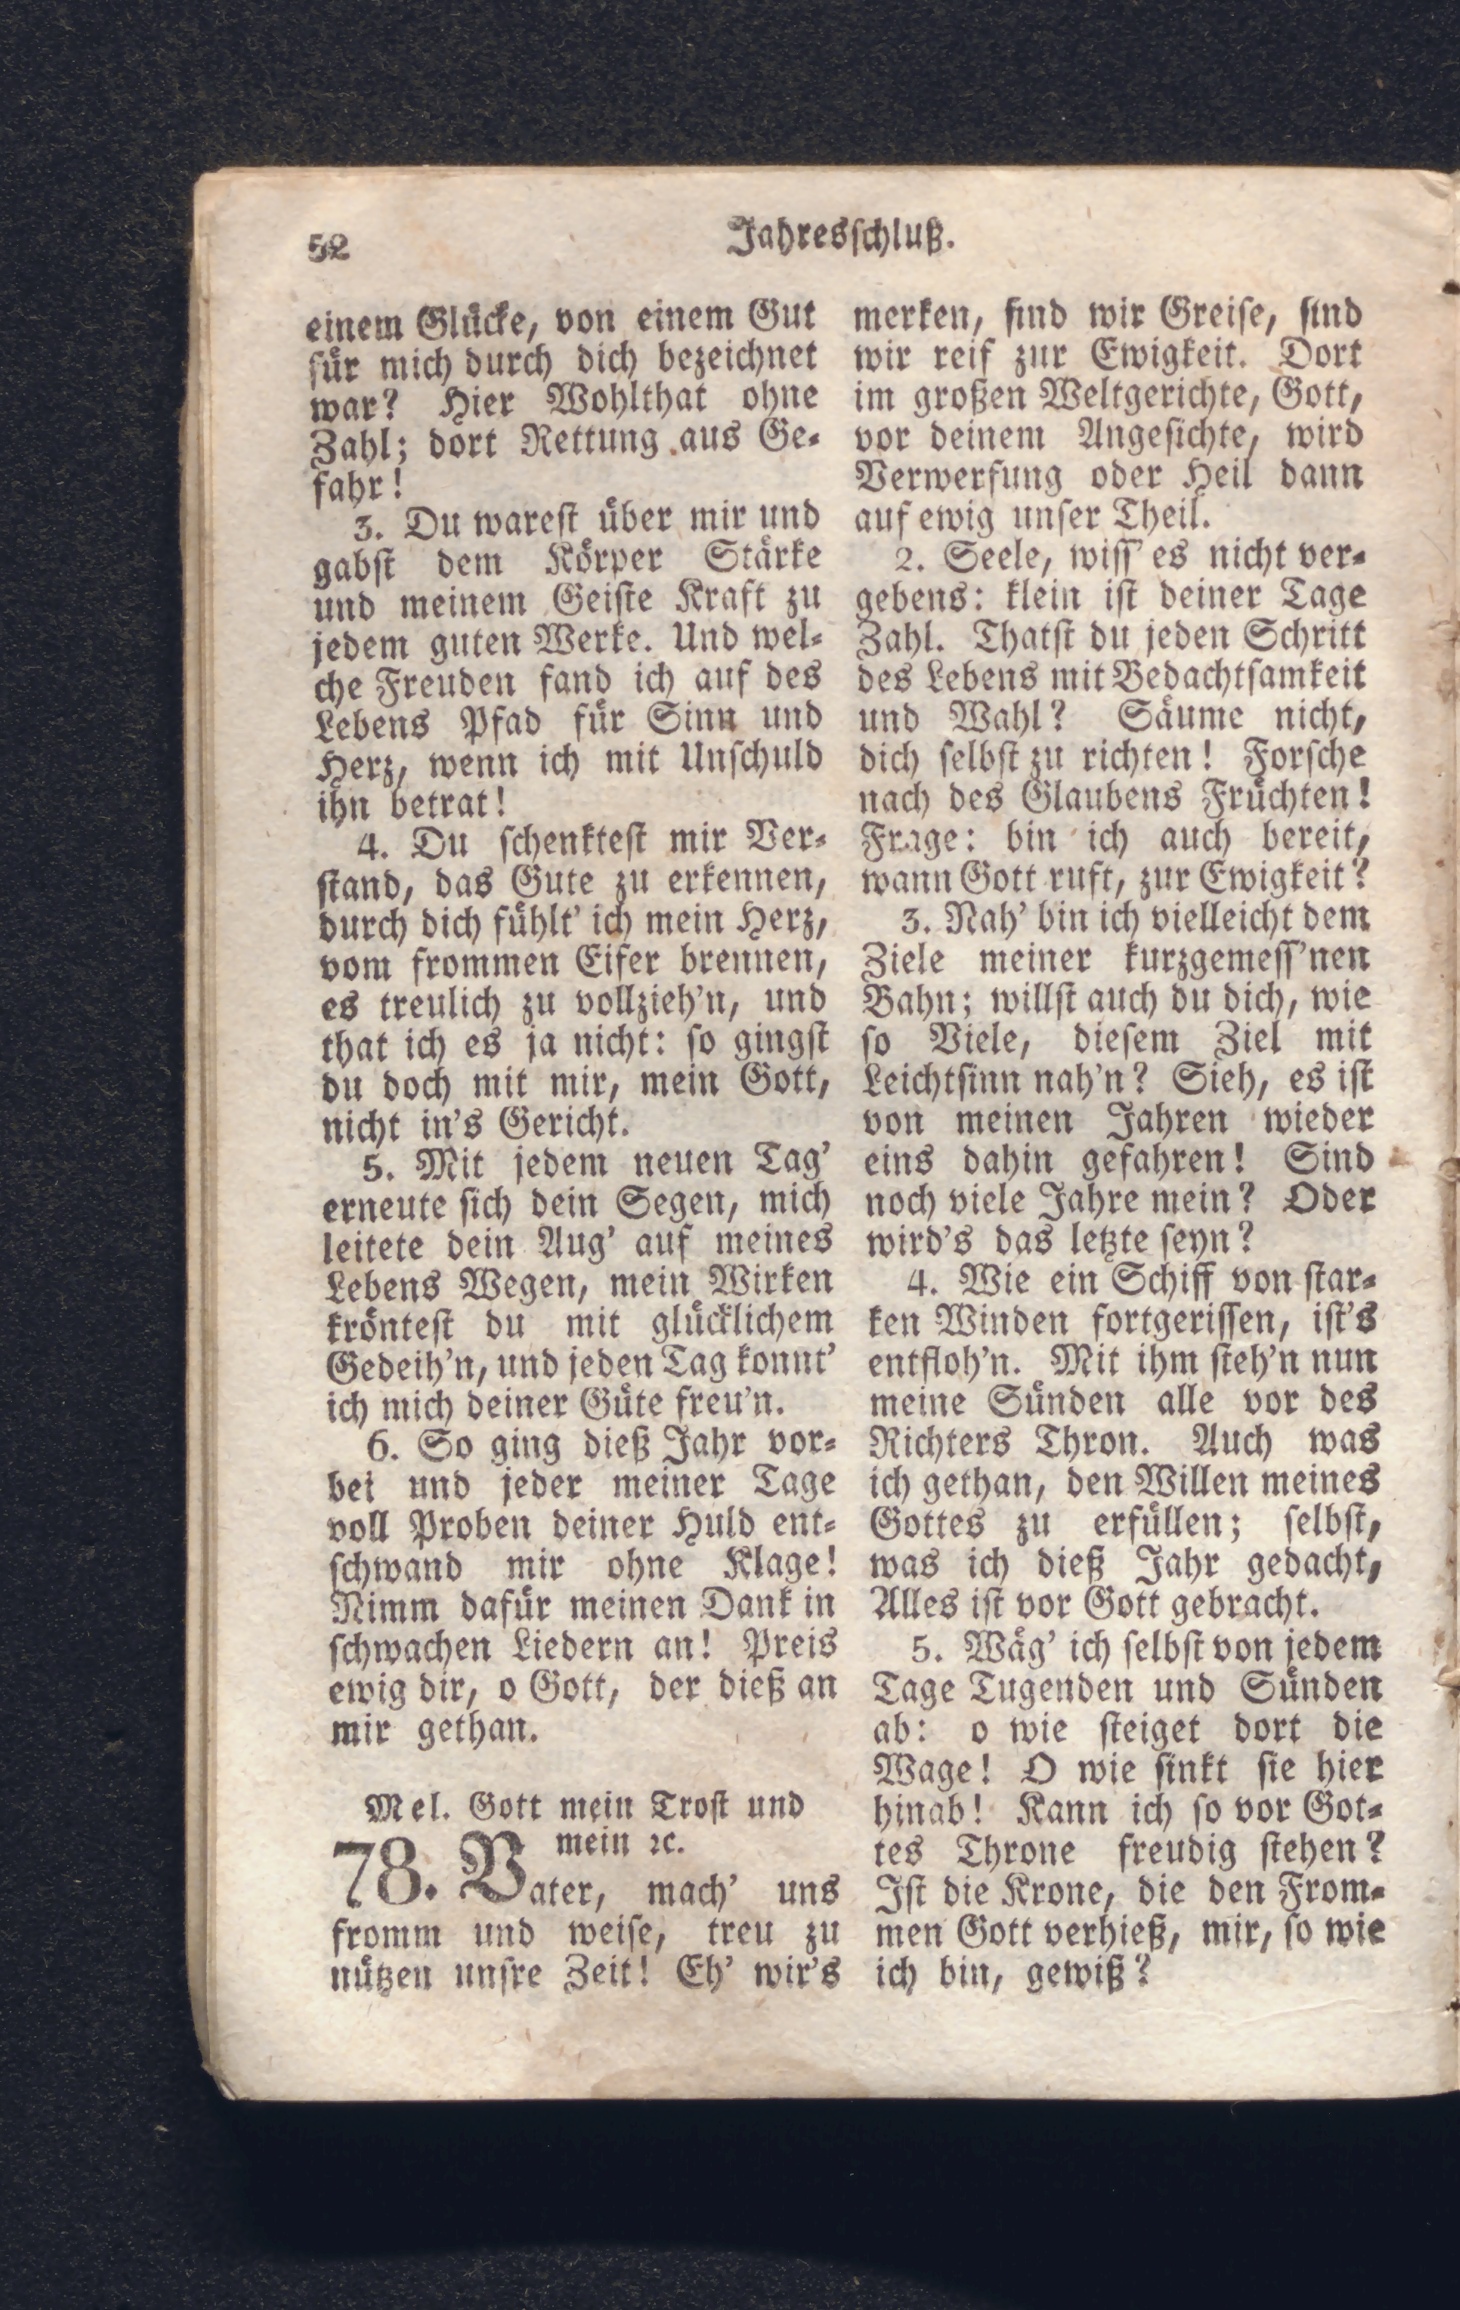 52
Jahresschluß.
einem Glücke, von einem Gut
für mich durch dich bezeichnet
war? Hier Wohlthat ohne
Zahl; dort Rettung aus Ge-
fahr!
3. Du warest über mir und
gabst dem Körper Stärke
und meinem Geiste Kraft zu
jedem guten Werke. Und wel-
che Freuden fand ich auf des
Lebens Pfad für Sinn und
Herz, wenn ich mit Unschuld
ihn betrat!
4. Du schenktest mir Ver-
stand, das Gute zu erkennen,
durch dich fühlt' ich mein Herz,
vom frommen Eifer brennen,
es treulich zu vollzieh'n, und
that ich es ja nicht: so gingst
du doch mit mir, mein Gott,
nicht in's Gericht.
5. Mit jedem neuen Tag'
erneute sich dein Segen, mich
leitete dein Aug' auf meines
Lebens Wegen, mein Wirken
kröntest du mit glücklichem
Gedeih'n, und jeden Tag konnt'
ich mich deiner Güte freu'n.
6. So ging dieß Jahr vor-
bei und jeder meiner Tage
voll Proben deiner Huld ent-
schwand mir ohne Klage!
Nimm dafür meinen Dank in
schwachen Liedern an! Preis
ewig dir, o Gott, der dieß an
mir gethan.
Mel. Gott mein Trost und
mein ꝛc.
78. Vater, mach' uns
fromm und weise, treu zu
nützen unsre Zeit! Eh' wir's
merken, sind wir Greise, sind
wir reif zur Ewigkeit. Dort
im großen Weltgerichte, Gott,
vor deinem Angesichte, wird
Verwerfung oder Heil dann
auf ewig unser Theil.
2. Seele, wiss' es nicht ver-
gebens: klein ist deiner Tage
Zahl. Thatst du jeden Schritt
des Lebens mit Bedachtsamkeit
und Wahl? Säume nicht,
dich selbst zu richten! Forsche
nach des Glaubens Früchten!
Frage: bin ich auch bereit,
wann Gott ruft, zur Ewigkeit?
3. Nah' bin ich vielleicht dem
Ziele meiner kurzgemess'nen
Bahn; willst auch du dich, wie
so Viele, diesem Ziel mit
Leichtsinn nah'n? Sieh, es ist
von meinen Jahren wieder
eins dahin gefahren! Sind
noch viele Jahre mein? Oder
wird's das letzte seyn?
4. Wie ein Schiff von star-
ken Winden fortgerissen, ist's
entfloh'n. Mit ihm steh'n nun
meine Sünden alle vor des
Richters Thron. Auch was
ich gethan, den Willen meines
Gottes zu erfüllen; selbst,
was ich dieß Jahr gedacht,
Alles ist vor Gott gebracht.
5. Wäg' ich selbst von jedem
Tage Tugenden und Sünden
ab: o wie steiget dort die
Wage! O wie sinkt sie hier
hinab! Kann ich so vor Got-
tes Throne freudig stehen?
Ist die Krone, die den From-
men Gott verhieß, mir, so wie
ich bin, gewiß?